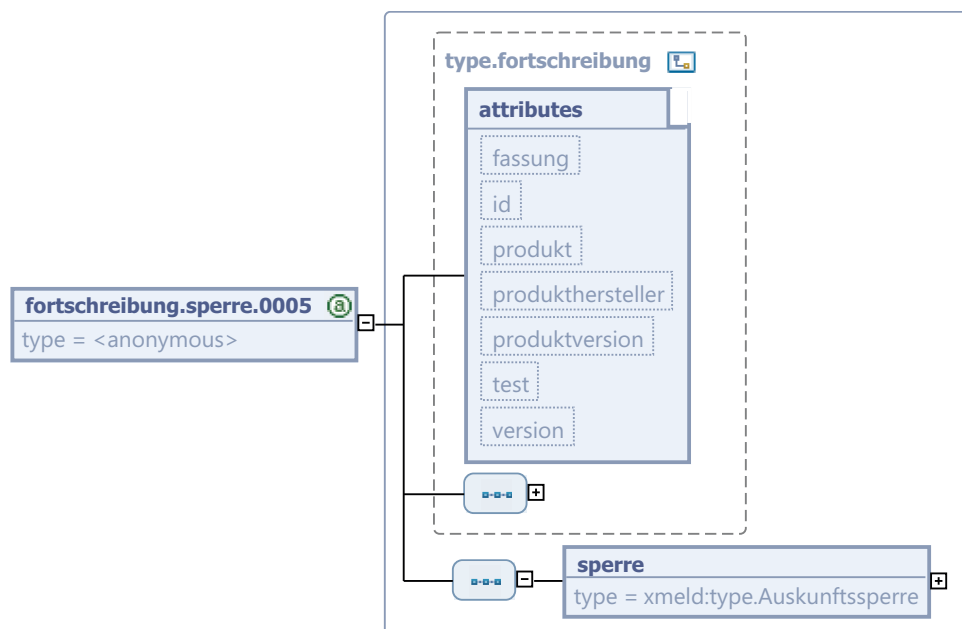 type.fortschreibung
attributes
fassung
id
produkt
produkthersteller
produktversion
test
version
fortschreibung.sperre.0005 a
type = <anonymous>
sperre
type = xmeld:type.Auskunftssperre